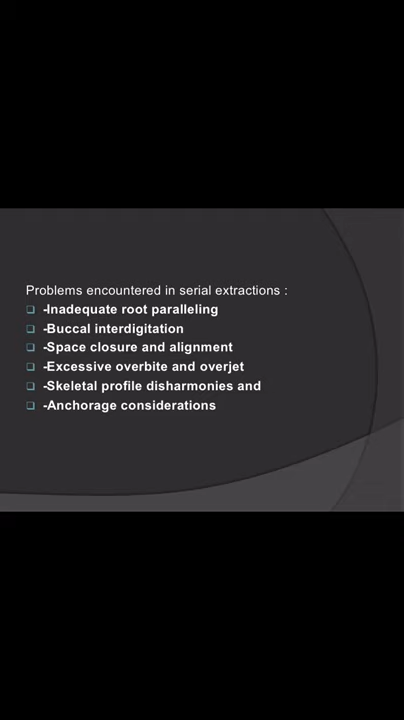 Problems encountered in serial extractions :
-Inadequate root paralleling
-Buccal interdigitation
-Space closure and alignment
-Excessive overbite and overjet
-Skeletal profile disharmonies and
-Anchorage considerations